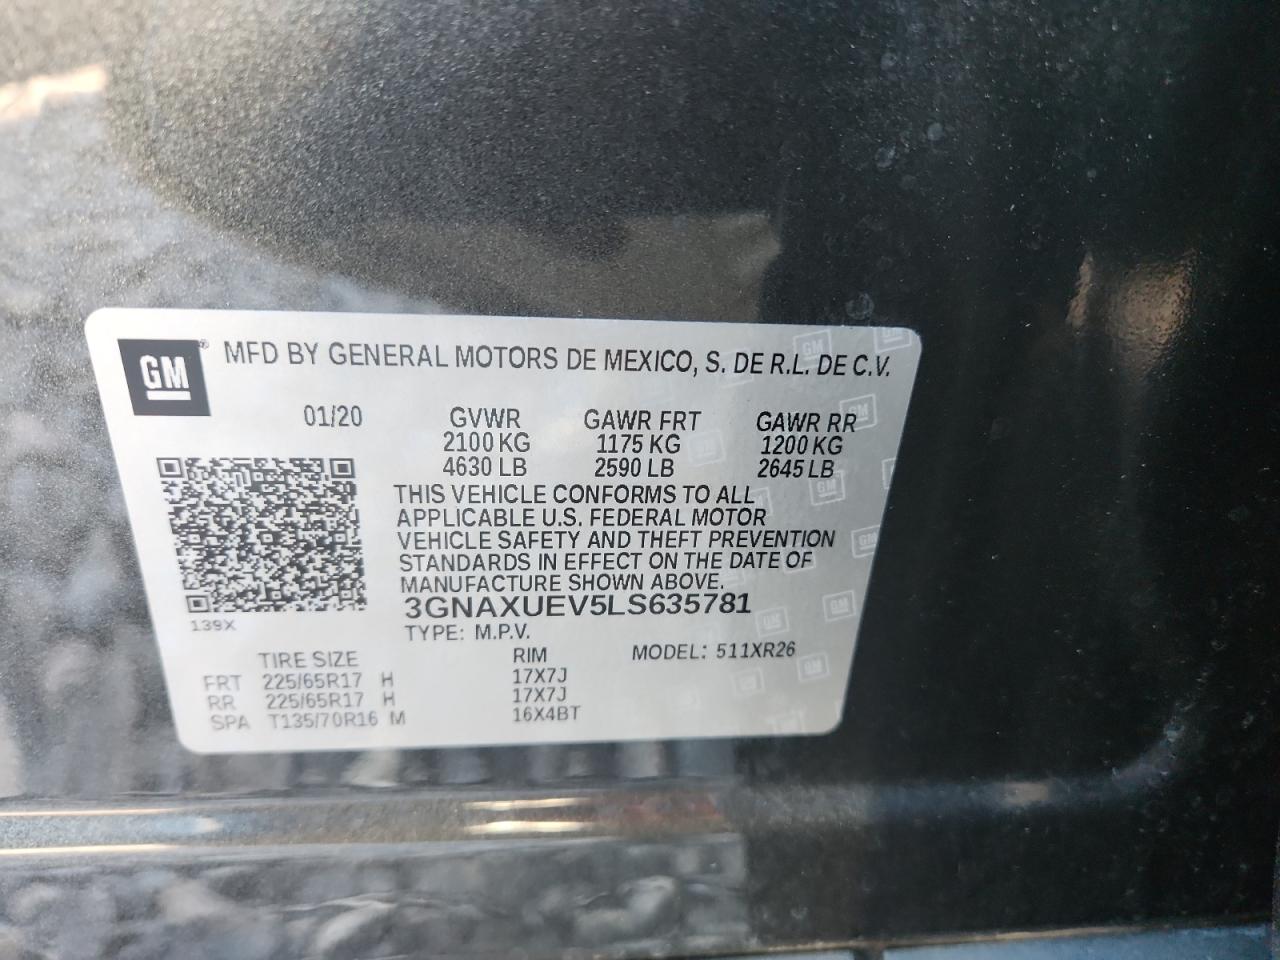 GM ® MFD BY GENERAL MOTORS DE MEXICO, S. DE R.L. DE C.V.
01/20 GVWR GAWR FRT GAWR RR
2100 KG 1175 KG 1200 KG
4630 LB 2590 LB 2645 LB
THIS VEHICLE CONFORMS TO ALL
APPLICABLE U.S. FEDERAL MOTOR
VEHICLE SAFETY AND THEFT PREVENTION
STANDARDS IN EFFECT ON THE DATE OF
MANUFACTURE SHOWN ABOVE.
3GNAXUEV5LS635781
139X
TYPE: M.P.V.
TIRE SIZE RIM MODEL: 511XR26
FRT 225/65R17 H 17X7J
RR 225/65R17 H 17X7J
SPA T135/70R16 M 16X4BT